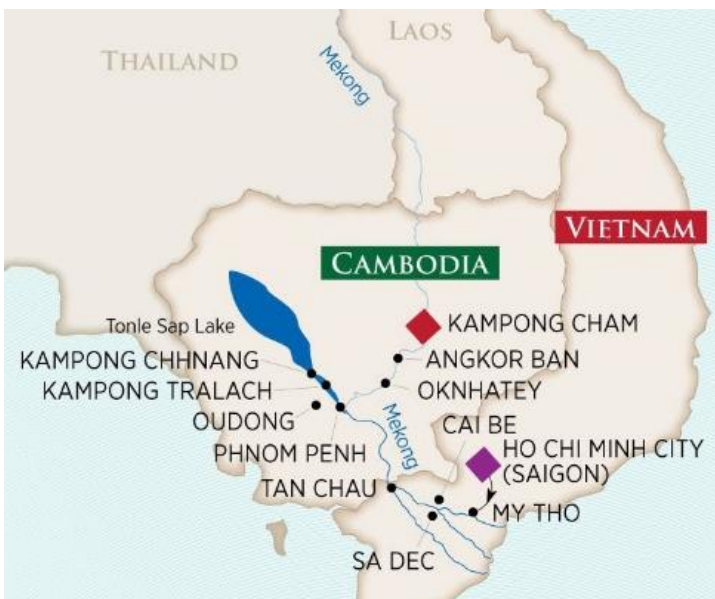 LAOS
THAILAND
Mekong
VIETNAM
CAMBODIA
Tonle Sap Lake
KAMPONG CHAM
KAMPONG CHHNANG
ANGKOR BAN
KAMPONG TRALACH
OKNHATEY
OUDONG
Mekong
CAI BE
PHNOM PENH
HO CHI MINH CITY
(SAIGON)
TAN CHAU
MY THO
SA DEC